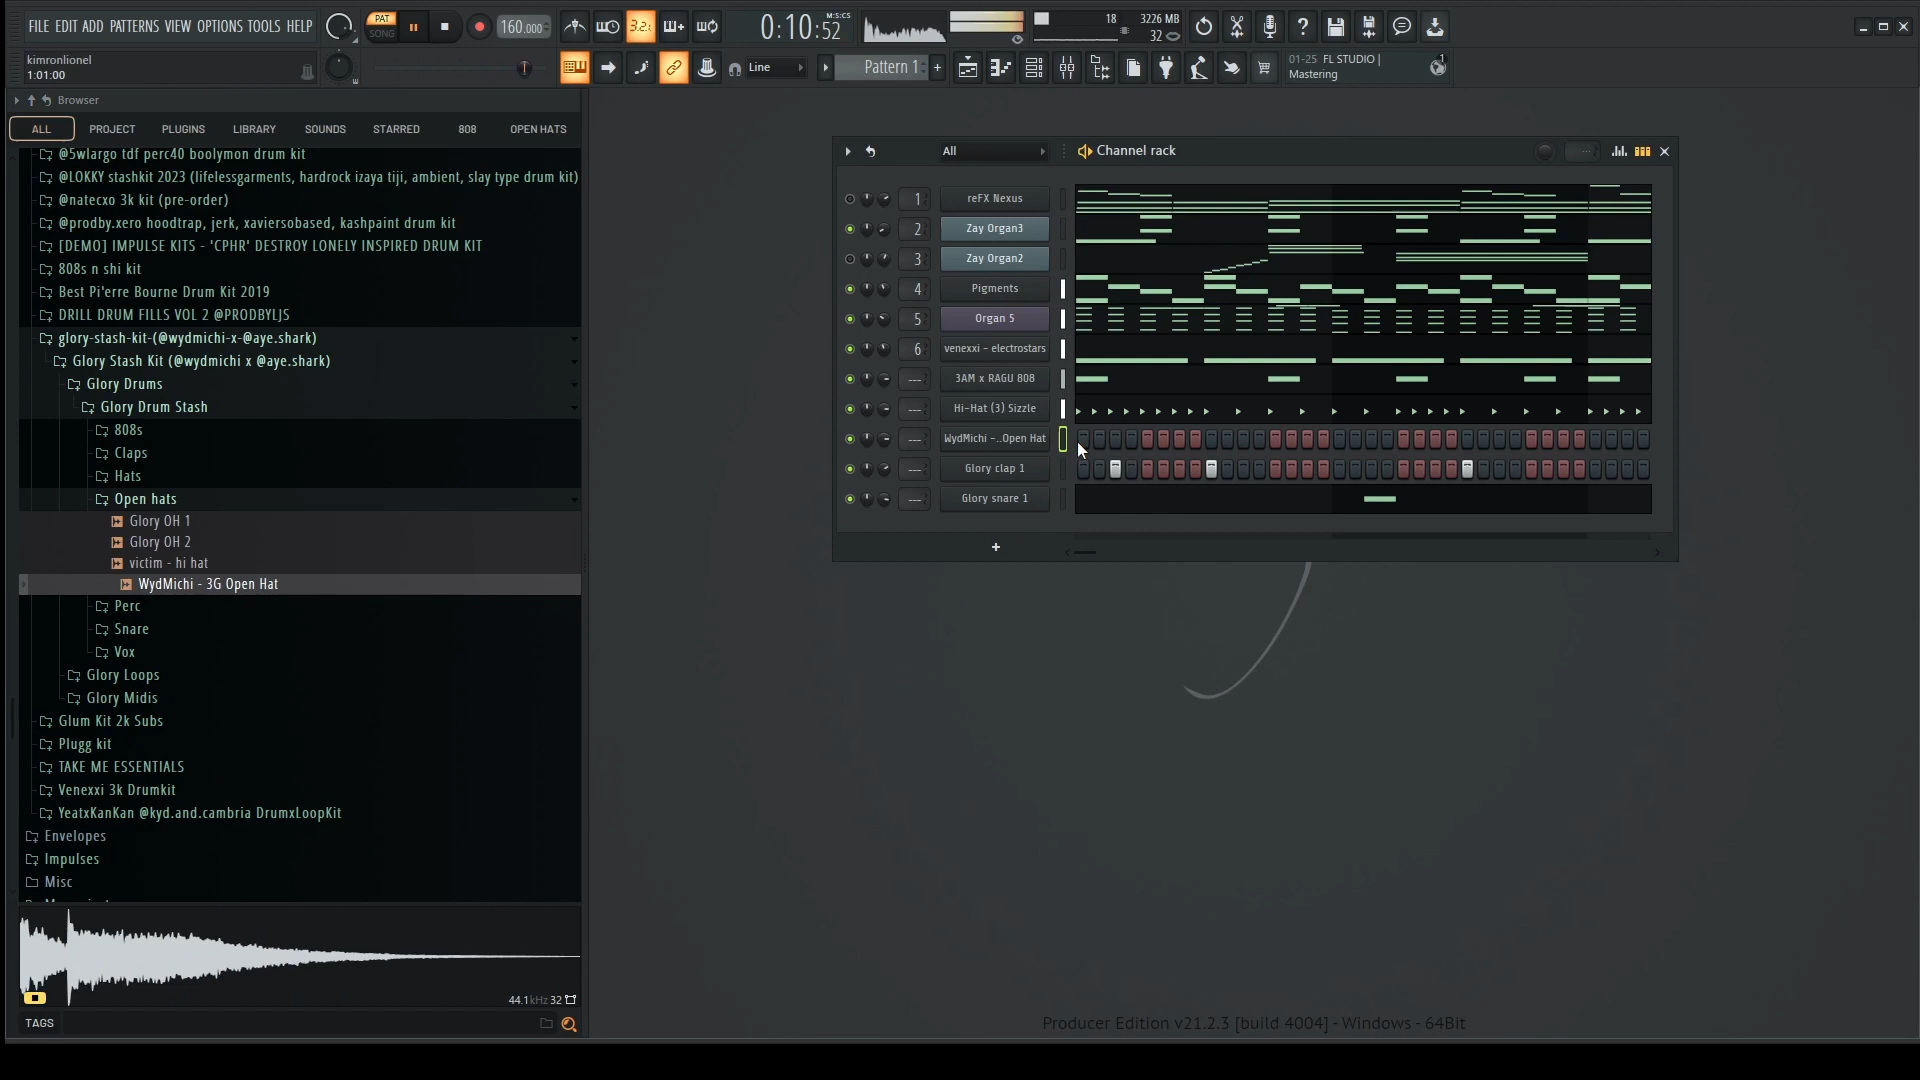 FILE EDIT ADD PATTERNS VIEW OPTIONS TOOLS HELP
PAT
SONG
160.000
3.2.1
0:10:52
M:S:CS
18
3226 MB
32
kimronlionel
1:01:00
Line
Pattern 1
+
01-25 FL STUDIO |
Mastering
1
Browser
ALL
PROJECT
PLUGINS
LIBRARY
SOUNDS
STARRED
808
OPEN HATS
@5wlargo tdf perc40 boolymon drum kit
@LOKKY stashkit 2023 (lifelessgarments, hardrock izaya tiji, ambient, slay type drum kit)
@natecxo 3k kit (pre-order)
@prodby.xero hoodtrap, jerk, xaviersobased, kashpaint drum kit
[DEMO] IMPULSE KITS - 'CPHR' DESTROY LONELY INSPIRED DRUM KIT
808s n shi kit
Best Pi'erre Bourne Drum Kit 2019
DRILL DRUM FILLS VOL 2 @PRODBYLJS
glory-stash-kit-(@wydmichi-x-@aye.shark)
Glory Stash Kit (@wydmichi x @aye.shark)
Glory Drums
Glory Drum Stash
808s
Claps
Hats
Open hats
Glory OH 1
Glory OH 2
victim - hi hat
WydMichi - 3G Open Hat
Perc
Snare
Vox
Glory Loops
Glory Midis
Glum Kit 2k Subs
Plugg kit
TAKE ME ESSENTIALS
Venexxi 3k Drumkit
YeatxKanKan @kyd.and.cambria DrumxLoopKit
Envelopes
Impulses
Misc
44.1kHz 32
TAGS
All
Channel rack
1 reFX Nexus
2 Zay Organ3
3 Zay Organ2
4 Pigments
5 Organ 5
6 venexxi - electrostars
--- 3AM x RAGU 808
--- Hi-Hat (3) Sizzle
--- WydMichi -..Open Hat
--- Glory clap 1
--- Glory snare 1
+
Producer Edition v21.2.3 [build 4004] - Windows - 64Bit